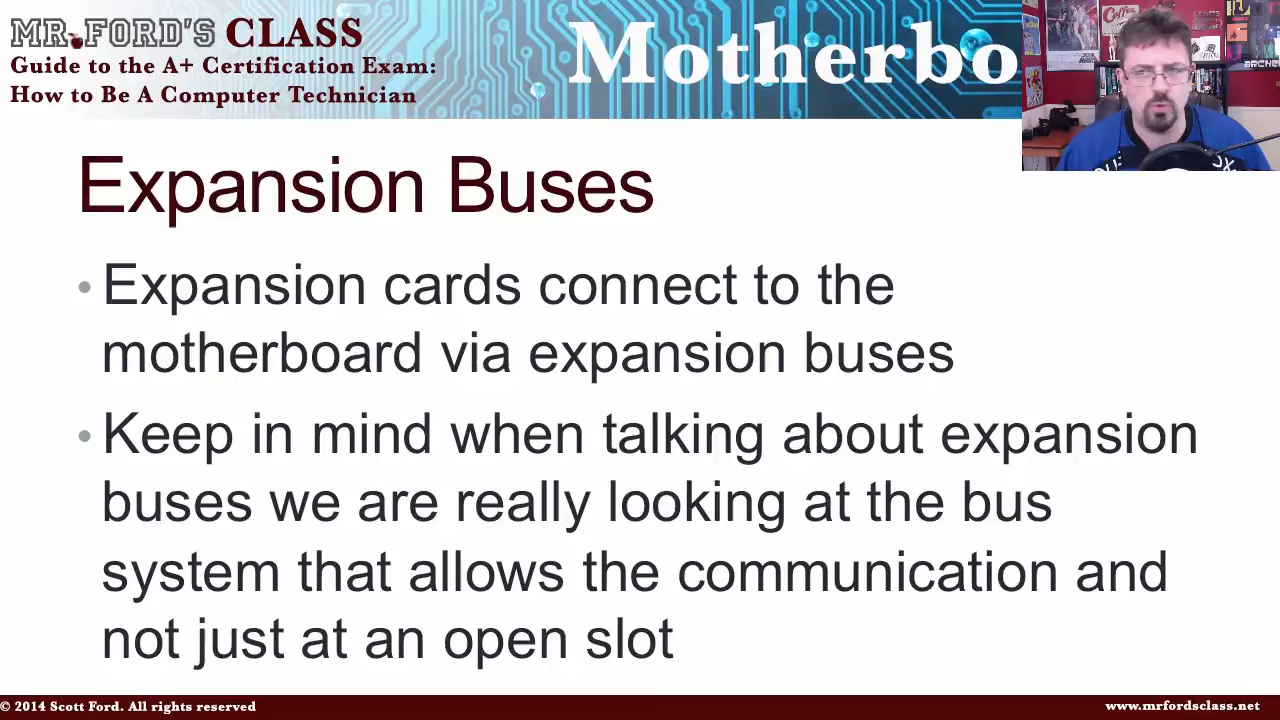 MR.FORD'S CLASS
Guide to the A+ Certification Exam:
How to Be A Computer Technician
Motherbo
Coffee
Expansion Buses
• Expansion cards connect to the
motherboard via expansion buses
• Keep in mind when talking about expansion
buses we are really looking at the bus
system that allows the communication and
not just at an open slot
© 2014 Scott Ford. All rights reserved
www.mrfordsclass.net